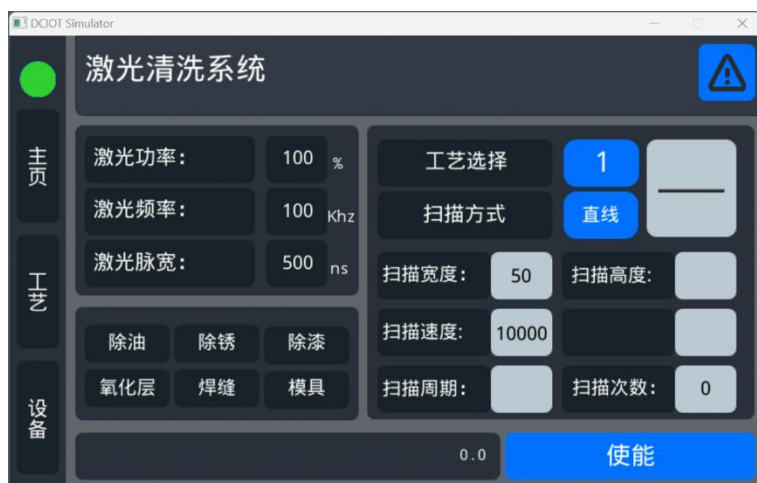 DCIOT Simulator
激光清洗系统
主页
工艺
设备
激光功率： 100 %
激光频率： 100 Khz
激光脉宽： 500 ns
除油 除锈 除漆
氧化层 焊缝 模具
工艺选择 1
扫描方式 直线
扫描宽度： 50 扫描高度:
扫描速度: 10000
扫描周期： 扫描次数： 0
0.0
使能